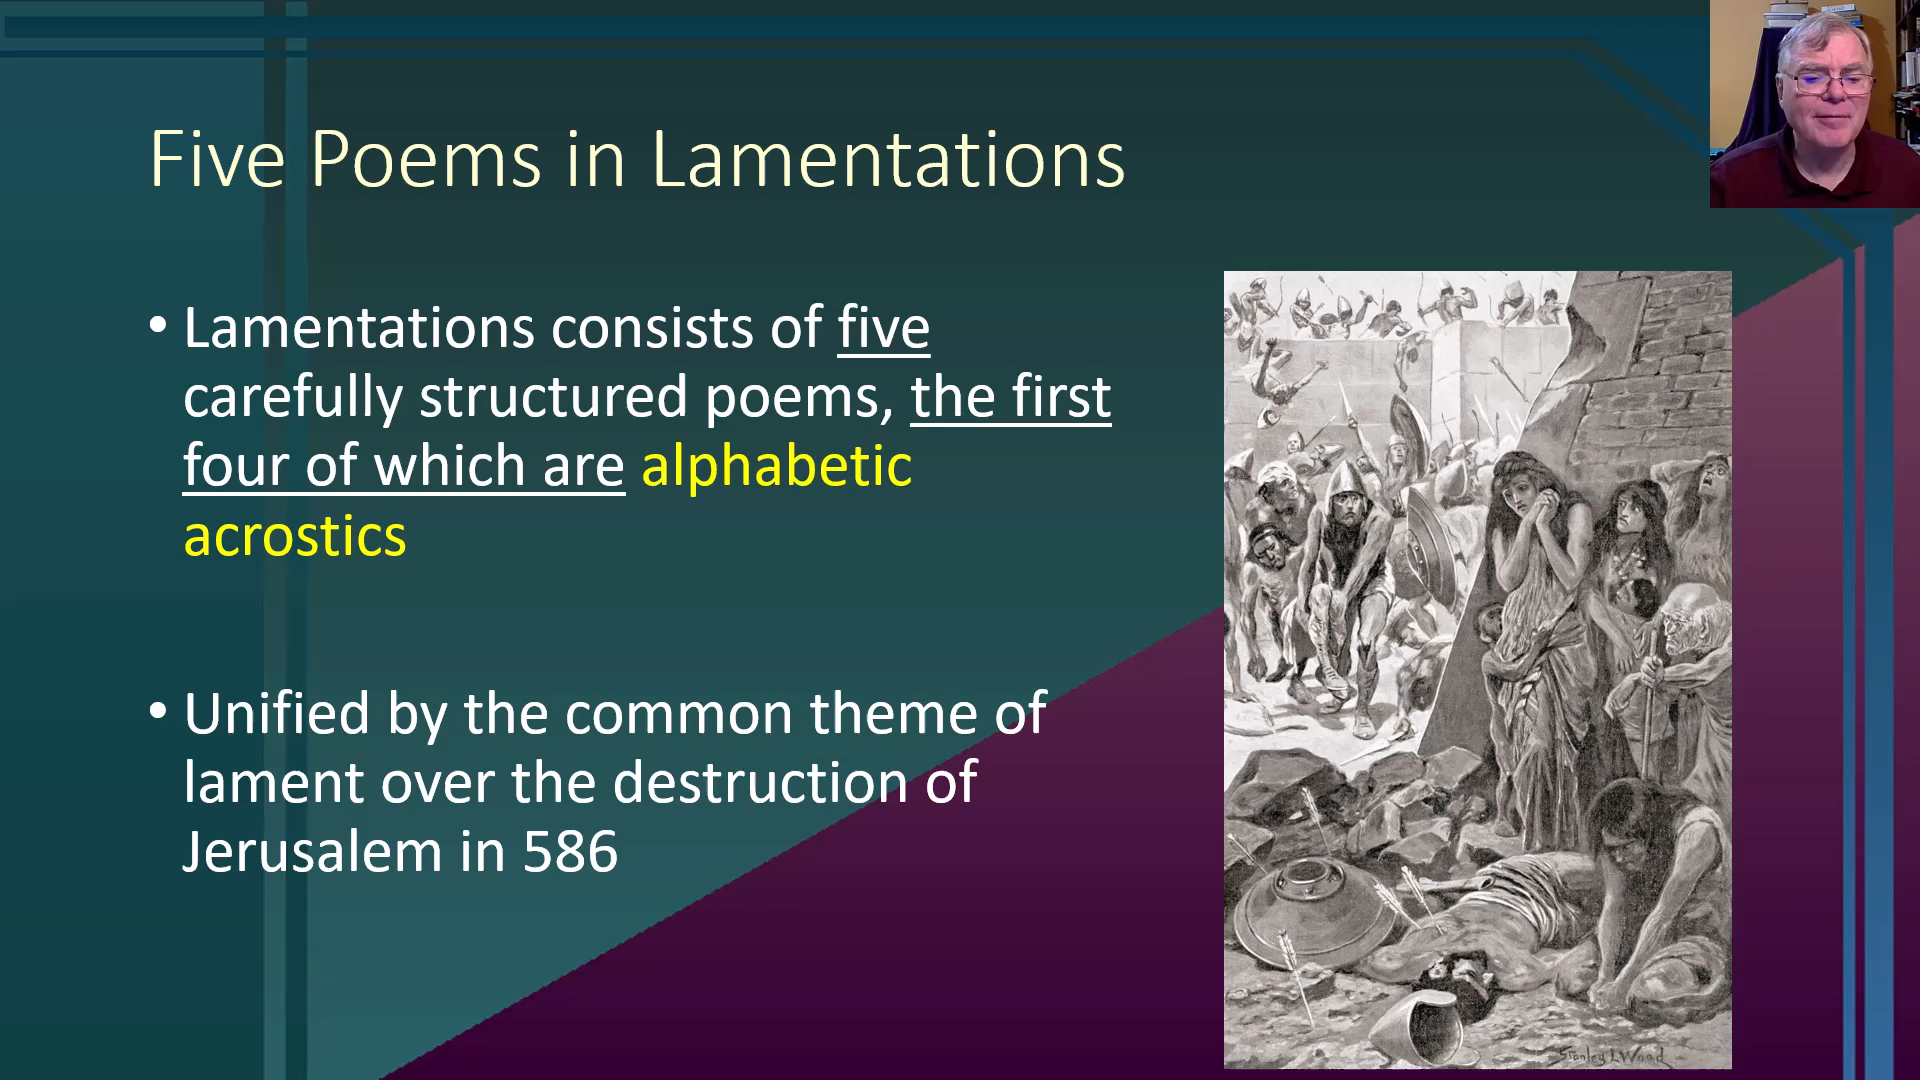 Five Poems in Lamentations
• Lamentations consists of five
carefully structured poems, the first
four of which are alphabetic
acrostics
• Unified by the common theme of
lament over the destruction of
Jerusalem in 586
Stanley L Wood